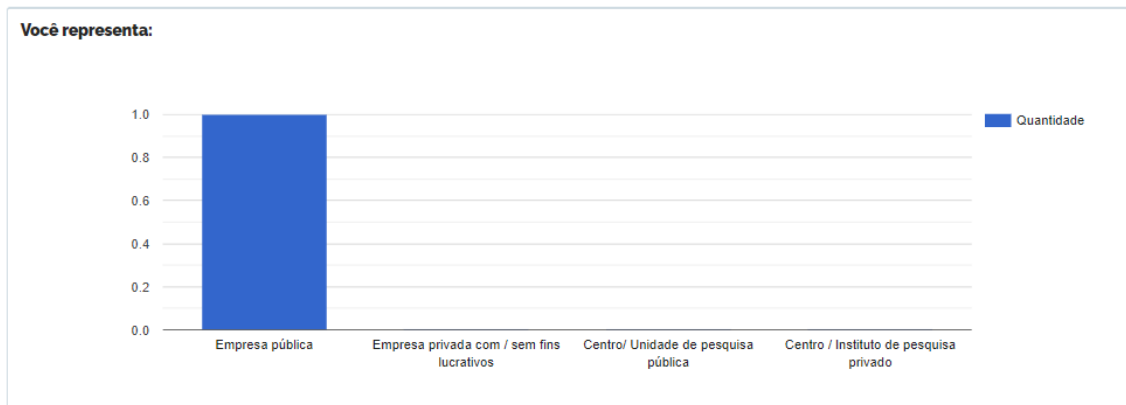 Você representa:
1.0
Quantidade
0.8
0.6
0.4
0.2
0.0
Empresa pública
Empresa privada com / sem fins
lucrativos
Centro/ Unidade de pesquisa
pública
Centro / Instituto de pesquisa
privado